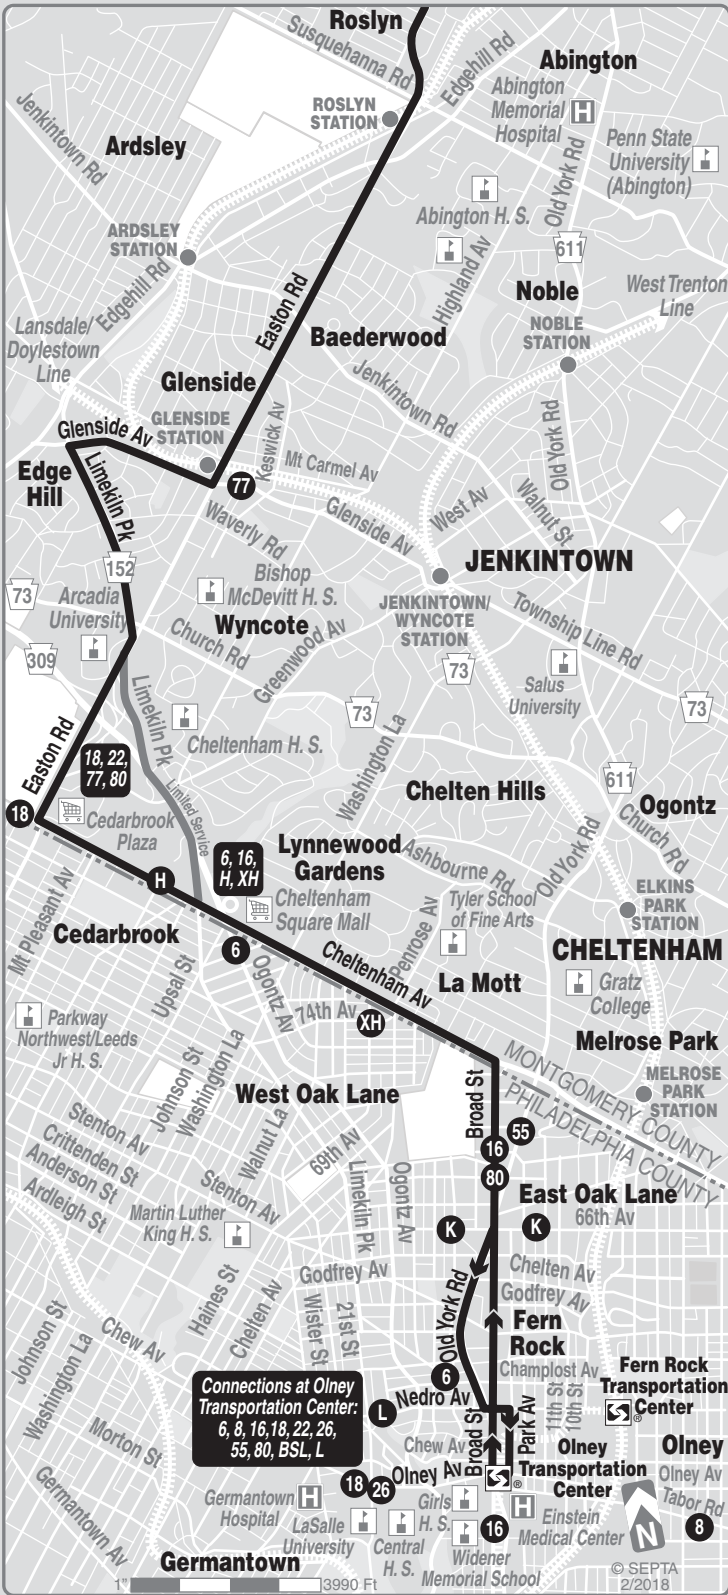 Roslyn
Susquehanna Rd
Edgehill Rd
Abington
Abington
Memorial
Hospital
H
ROSLYN
STATION
Jenkintown Rd
Ardsley
Old York Rd
Penn State
University
(Abington)
Abington H. S.
ARDSLEY
STATION
Highland Av
611
Edgehill Rd
Easton Rd
Noble
West Trenton
Line
Lansdale/
Doylestown
Line
Baederwood
NOBLE
STATION
Glenside
Jenkintown Rd
GLENSIDE
STATION
Glenside Av
Keswick Av
Old York Rd
Edge
Hill
Limekiln Pk
Mt Carmel Av
77
West Av
Walnut St
Waverly Rd
Glenside Av
JENKINTOWN
152
Bishop
McDevitt H. S.
73
Arcadia
University
JENKINTOWN/
WYNCOTE
STATION
Township Line Rd
Wyncote
Church Rd
Greenwood Av
309
73
Salus
University
Limekiln Pk
73
73
Easton Rd
Cheltenham H. S.
Washington La
18, 22,
77, 80
611
Limited Service
Chelten Hills
Ogontz
18
Cedarbrook
Plaza
Church Rd
6, 16,
H, XH
Lynnewood
Gardens
Ashbourne Rd
Old York Rd
H
Cheltenham
Square Mall
Tyler School
of Fine Arts
ELKINS
PARK
STATION
Mt Pleasant Av
Cedarbrook
Penrose Av
6
CHELTENHAM
Upsal St
Ogontz Av
Cheltenham Av
La Mott
Gratz
College
74th Av
XH
Parkway
Northwest/Leeds
Jr H. S.
Melrose Park
Johnson St
Washington La
MONTGOMERY COUNTY
PHILADELPHIA COUNTY
MELROSE
PARK
STATION
West Oak Lane
Broad St
Stenton Av
Crittenden St
Anderson St
Ardleigh St
Walnut La
69th Av
55
16
80
Limekiln Pk
Ogontz Av
Stenton Av
East Oak Lane
66th Av
Martin Luther
King H. S.
K
K
Godfrey Av
Chelten Av
Godfrey Av
Haines St
Chelten Av
Old York Rd
Wister St
21st St
Fern
Rock
Johnson St
Washington La
Chew Av
Champlost Av
6
Fern Rock
Transportation
Center
®
Connections at Olney
Transportation Center:
6, 8, 16,18, 22, 26,
55, 80, BSL, L
Nedro Av
L
Park Av
11th St
10th St
Morton St
Chew Av
Broad St
Olney
Olney Av
Olney
Transportation
Center
®
Olney Av
Tabor Rd
18
26
Germantown Av
Germantown
Hospital
H
Girls
H. S.
H
Einstein
Medical Center
N
8
LaSalle
University
Central
H. S.
16
Widener
Memorial School
Germantown
© SEPTA
2/2018
1"
3990 Ft